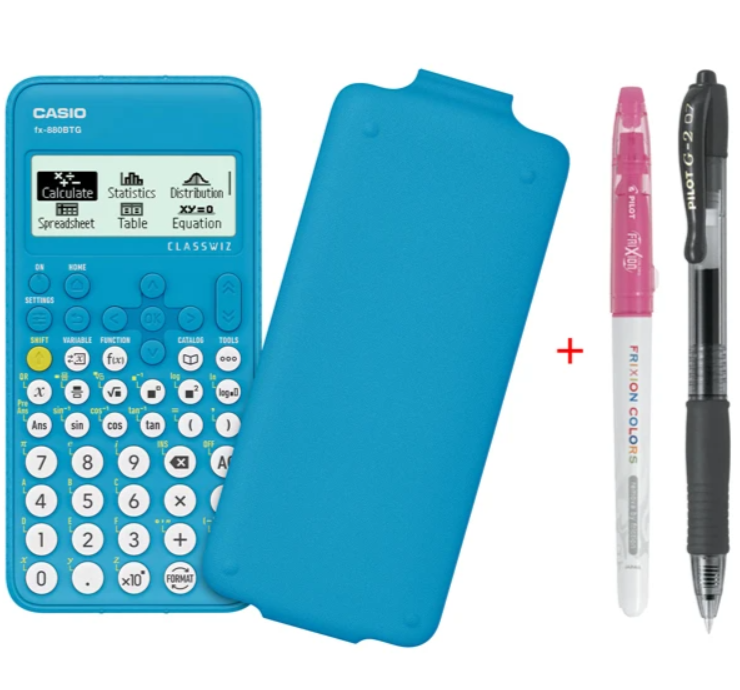 CASIO
fx-880BTG
Calculate Statistics Distribution
Spreadsheet Table Equation
CLASSWIZ
ON HOME
SETTINGS
SHIFT VARIABLE FUNCTION CATALOG TOOLS
f(x)
x log
Ans sin cos tan ( )
7 8 9
4 5 6 ×
1 2 3 +
0 . ×10 FORMAT
+
PILOT
FRIXION
FRIXION COLORS
PILOT G-2 07